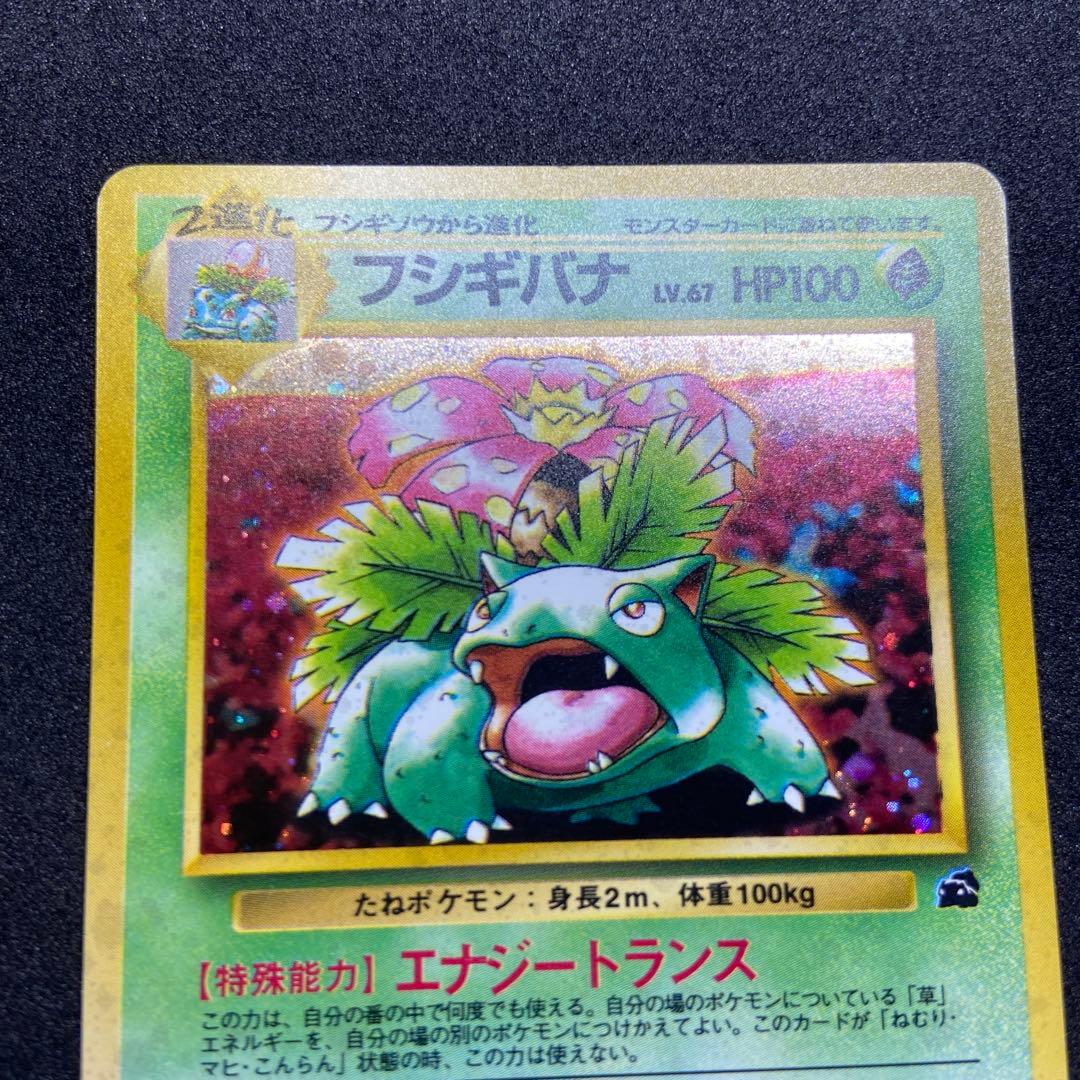 2進化 フシギソウから進化 モンスターカードに重ねて使います
フシギバナ LV.67 HP100
たねポケモン：身長2m、体重100kg
【特殊能力】エナジートランス
この力は、自分の番の中で何度でも使える。自分の場のポケモンについている「草」
エネルギーを、自分の場の別のポケモンにつけかえてよい。このカードが「ねむり・
マヒ・こんらん」状態の時、この力は使えない。